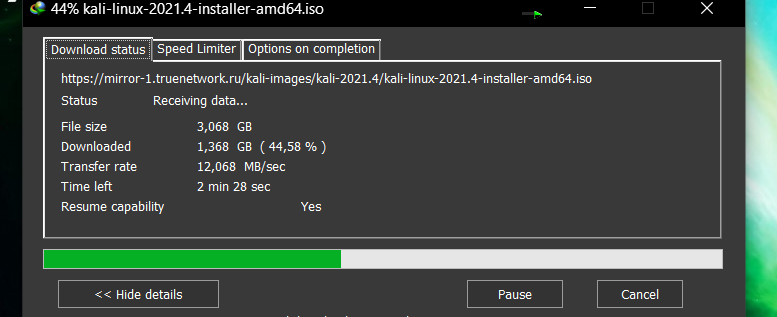 44% kali-linux-2021.4-installer-amd64.iso
Download status Speed Limiter Options on completion
https://mirror-1.truenetwork.ru/kali-images/kali-2021.4/kali-linux-2021.4-installer-amd64.iso
Status Receiving data...
File size 3,068 GB
Downloaded 1,368 GB ( 44,58 % )
Transfer rate 12,068 MB/sec
Time left 2 min 28 sec
Resume capability Yes
<< Hide details Pause Cancel